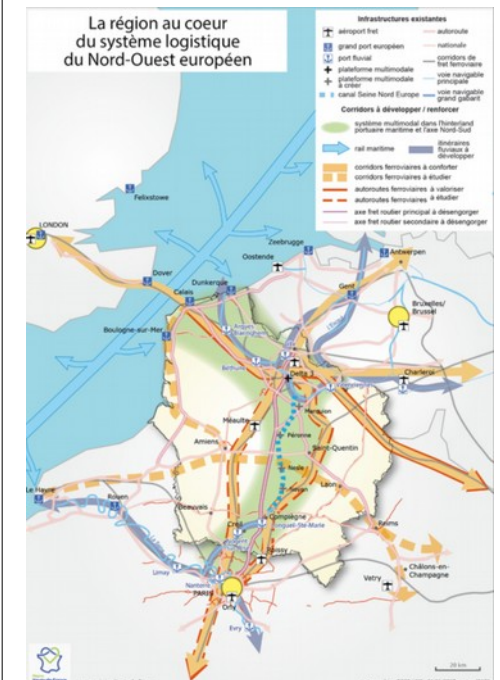 La région au coeur
du système logistique
du Nord-Ouest européen
Infrastructures existantes
aéroport fret
grand port européen
port fluvial
plateforme multimodale
plateforme multimodale
à créer
canal Seine Nord Europe
autoroute
nationale
corridors de
fret ferroviaire
voie navigable
principale
voie navigable
grand gabarit
Corridors à développer / renforcer
système multimodal dans l'hinterland
portuaire maritime et l'axe Nord-Sud
rail maritime
itinéraires
fluviaux à
développer
corridors ferroviaires à conforter
corridors ferroviaires à étudier
autoroutes ferroviaires à valoriser
autoroutes ferroviaires à étudier
axe fret routier principal à désengorger
axe fret routier secondaire à désengorger
Felixstowe
LONDON
Zeebrugge
Oostende
Antwerpen
Dover
Dunkerque
Gent
Calais
Bruxelles/
Brussel
Boulogne-sur-Mer
Béthune
Delta 3
Charleroi
Marquion
Méaulte
Péronne
Amiens
Saint-Quentin
Nesle
Le Havre
Rouen
Noyon
Laon
Beauvais
Compiègne
Longueil-Ste-Marie
Creil
Reims
Roissy
Limay
Nanterre
Châlons-en-
Champagne
Vatry
PARIS
Orly
Evry
20 km